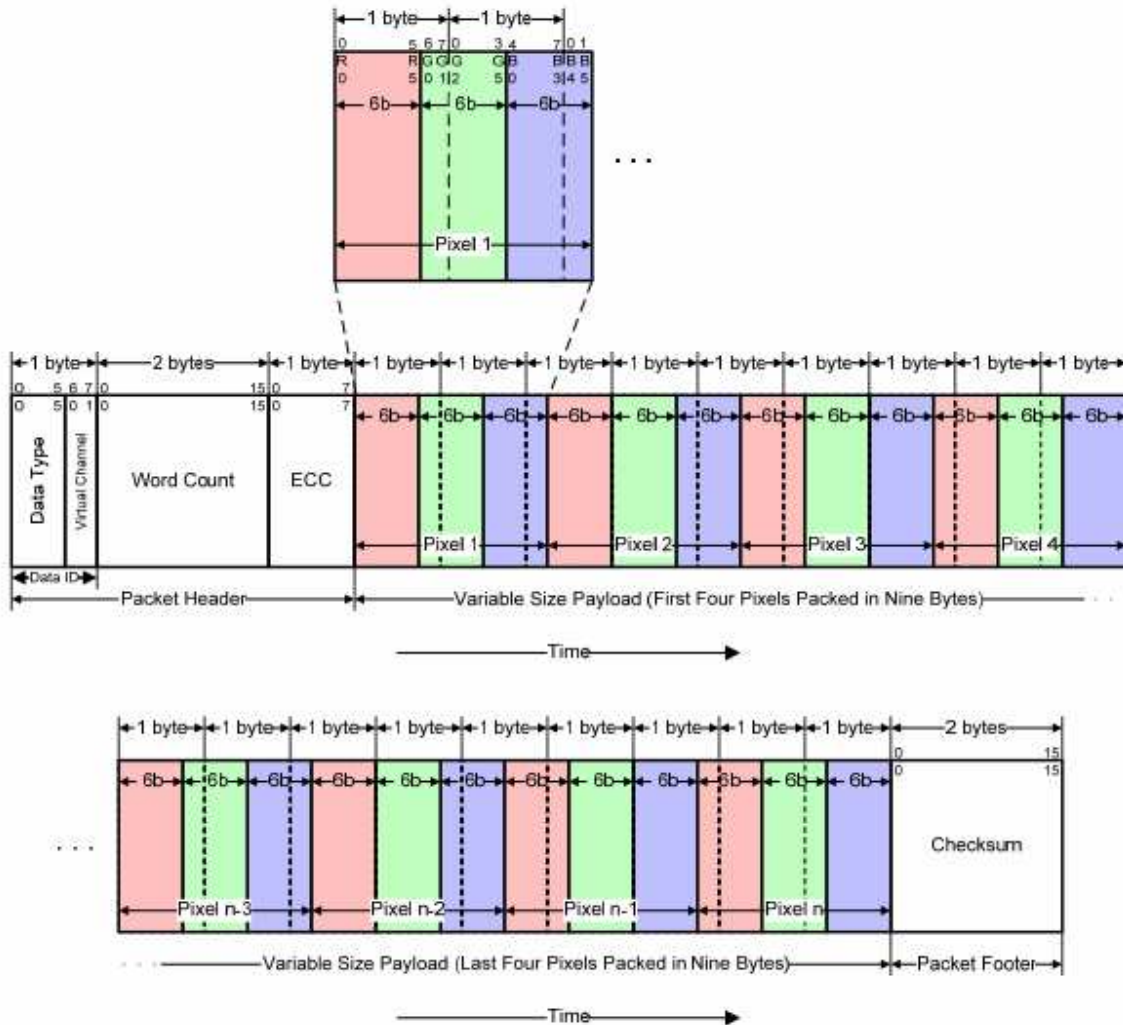 1 byte 1 byte
0 5 6 7 0 3 4 7 0 1
R R G G G G B B B B
0 5 0 1 2 5 0 3 4 5
6b 6b 6b
. . .
Pixel 1
1 byte 2 bytes 1 byte 1 byte 1 byte 1 byte 1 byte 1 byte 1 byte 1 byte 1 byte 1 byte
0 5 6 7 0 15 0 7
0 5 0 1 0 15 0 7
6b 6b 6b 6b 6b 6b 6b 6b 6b 6b 6b 6b
Data Type
Virtual Channel
Word Count
ECC
Pixel 1 Pixel 2 Pixel 3 Pixel 4
Data ID
Packet Header
Variable Size Payload (First Four Pixels Packed in Nine Bytes)
Time
1 byte 1 byte 1 byte 1 byte 1 byte 1 byte 1 byte 1 byte 1 byte 2 bytes
0 15
0 15
6b 6b 6b 6b 6b 6b 6b 6b 6b 6b 6b 6b
. . .
Checksum
Pixel n-3 Pixel n-2 Pixel n-1 Pixel n
Variable Size Payload (Last Four Pixels Packed in Nine Bytes)
Packet Footer
Time